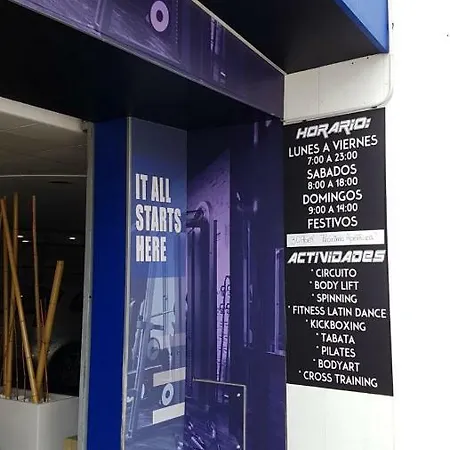 IT ALL
STARTS
HERE
HORARIO:
LUNES A VIERNES
7:00 A 23:00
SABADOS
8:00 A 18:00
DOMINGOS
9:00 A 14:00
FESTIVOS
ACTIVIDADES
* CIRCUITO
* BODY LIFT
* SPINNING
* FITNESS LATIN DANCE
* KICKBOXING
* TABATA
* PILATES
* BODYART
* CROSS TRAINING